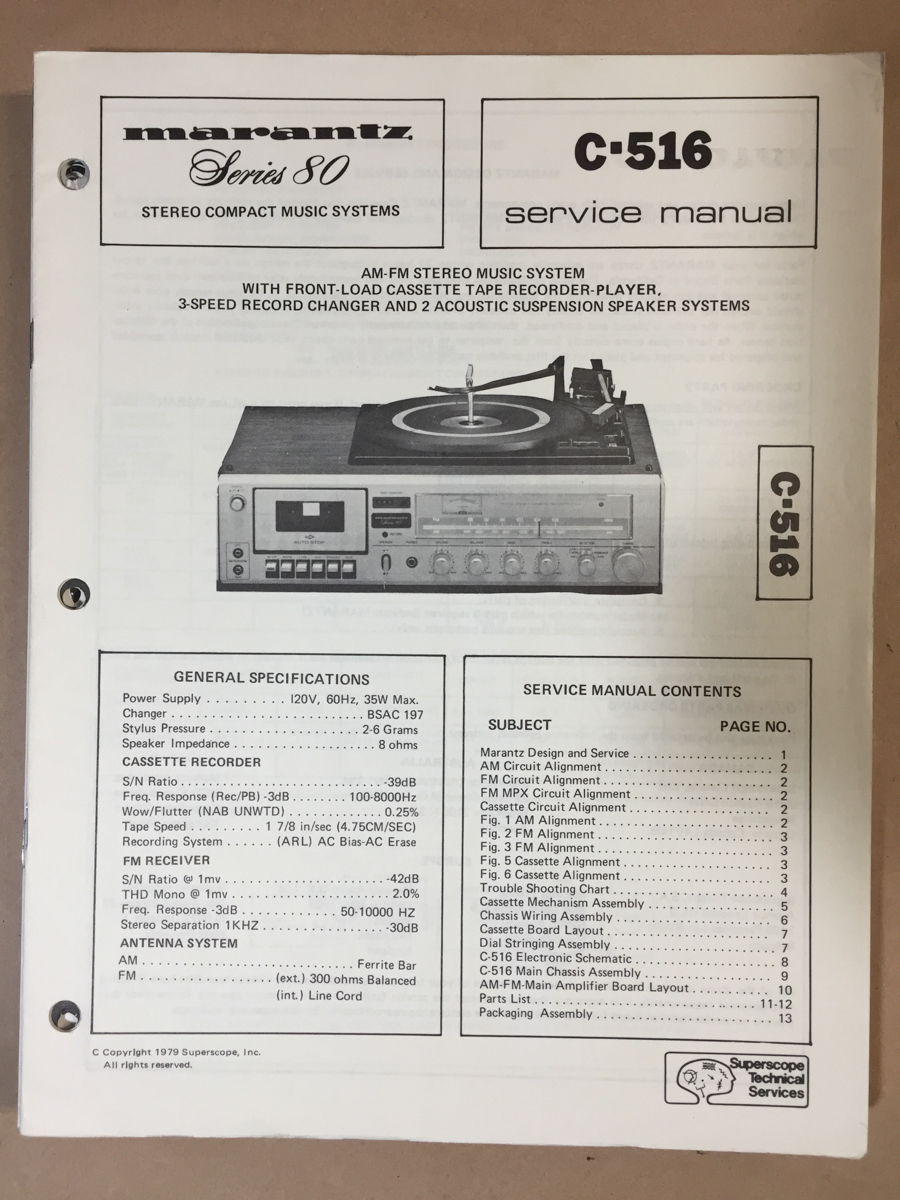 marantz
Series 80
STEREO COMPACT MUSIC SYSTEMS
C-516
service manual
AM-FM STEREO MUSIC SYSTEM
WITH FRONT-LOAD CASSETTE TAPE RECORDER-PLAYER,
3-SPEED RECORD CHANGER AND 2 ACOUSTIC SUSPENSION SPEAKER SYSTEMS
AUTO STOP
C-516
GENERAL SPECIFICATIONS
Power Supply . . . . . . . . . I20V, 60Hz, 35W Max.
Changer . . . . . . . . . . . . . . . . . . . . . . . . . BSAC 197
Stylus Pressure . . . . . . . . . . . . . . . . . . . . 2-6 Grams
Speaker Impedance . . . . . . . . . . . . . . . . . . 8 ohms
CASSETTE RECORDER
S/N Ratio . . . . . . . . . . . . . . . . . . . . . . . . . . -39dB
Freq. Response (Rec/PB) -3dB . . . . . . . . 100-8000Hz
Wow/Flutter (NAB UNWTD) . . . . . . . . . . . . 0.25%
Tape Speed . . . . . . . . . 1 7/8 in/sec (4.75CM/SEC)
Recording System . . . . . . (ARL) AC Bias-AC Erase
FM RECEIVER
S/N Ratio @ 1mv . . . . . . . . . . . . . . . . . . . . . -42dB
THD Mono @ 1mv . . . . . . . . . . . . . . . . . . . . . 2.0%
Freq. Response -3dB . . . . . . . . . . . . 50-10000 HZ
Stereo Separation 1KHZ . . . . . . . . . . . . . . . . -30dB
ANTENNA SYSTEM
AM . . . . . . . . . . . . . . . . . . . . . . . . . . . . Ferrite Bar
FM . . . . . . . . . . . . . . . . . (ext.) 300 ohms Balanced
(int.) Line Cord
SERVICE MANUAL CONTENTS
SUBJECT PAGE NO.
Marantz Design and Service . . . . . . . . . . . . . . . . . . 1
AM Circuit Alignment . . . . . . . . . . . . . . . . . . . . . . 2
FM Circuit Alignment . . . . . . . . . . . . . . . . . . . . . . 2
FM MPX Circuit Alignment . . . . . . . . . . . . . . . . . . 2
Cassette Circuit Alignment . . . . . . . . . . . . . . . . . . 2
Fig. 1 AM Alignment . . . . . . . . . . . . . . . . . . . . . . . 2
Fig. 2 FM Alignment . . . . . . . . . . . . . . . . . . . . . . . 3
Fig. 3 FM Alignment . . . . . . . . . . . . . . . . . . . . . . . 3
Fig. 5 Cassette Alignment . . . . . . . . . . . . . . . . . . . 3
Fig. 6 Cassette Alignment . . . . . . . . . . . . . . . . . . . 3
Trouble Shooting Chart . . . . . . . . . . . . . . . . . . . . . 4
Cassette Mechanism Assembly . . . . . . . . . . . . . . . . 5
Chassis Wiring Assembly . . . . . . . . . . . . . . . . . . . . 6
Cassette Board Layout . . . . . . . . . . . . . . . . . . . . . 7
Dial Stringing Assembly . . . . . . . . . . . . . . . . . . . . 7
C-516 Electronic Schematic . . . . . . . . . . . . . . . . . . 8
C-516 Main Chassis Assembly . . . . . . . . . . . . . . . . . 9
AM-FM-Main Amplifier Board Layout . . . . . . . . . . 10
Parts List . . . . . . . . . . . . . . . . . . . . . . . . . . . . 11-12
Packaging Assembly . . . . . . . . . . . . . . . . . . . . . . . 13
C Copyright 1979 Superscope, Inc.
All rights reserved.
Superscope
Technical
Services